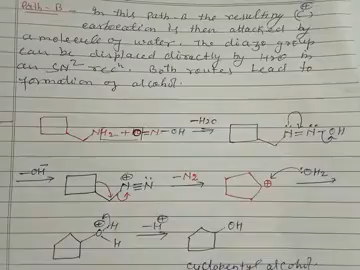 Path-B - In this path-B the resulting (C⊕)
carbocation is then attacked by
a molecule of water. The diazo group
can be displaced directly by H2O in
an SN2-recn. Both routes lead to
formation of alcohol.
NH2 + O=N-OH -H2O N=N-OH
-OH N≡N -N2 ⊕ :OH2
O H H -H⊕ OH
cyclopentyl alcohol